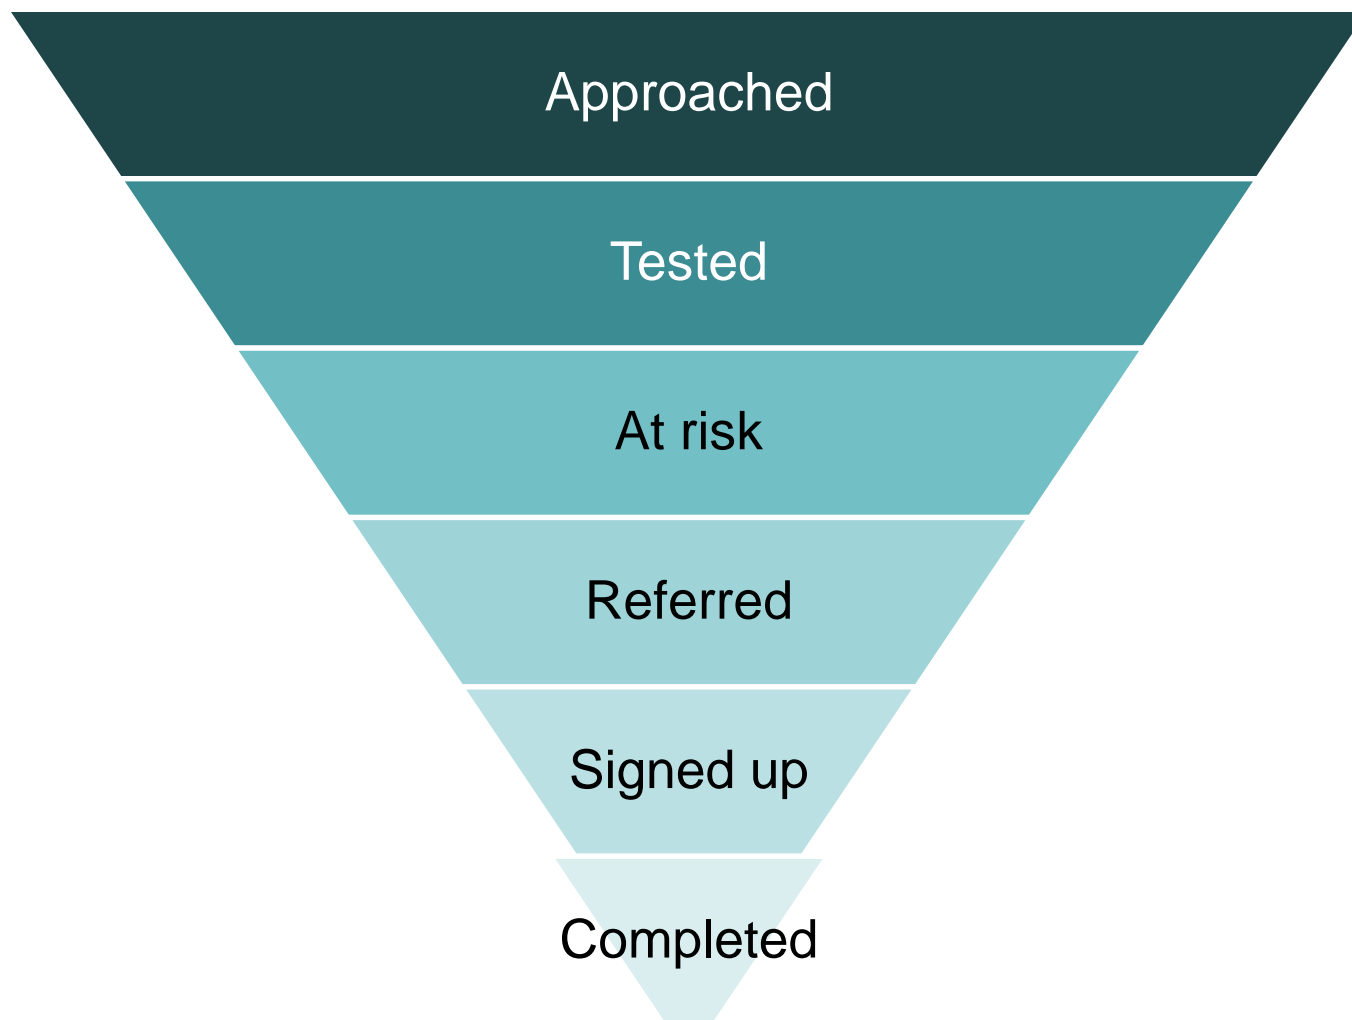 Approached
Tested
At risk
Referred
Signed up
Completed